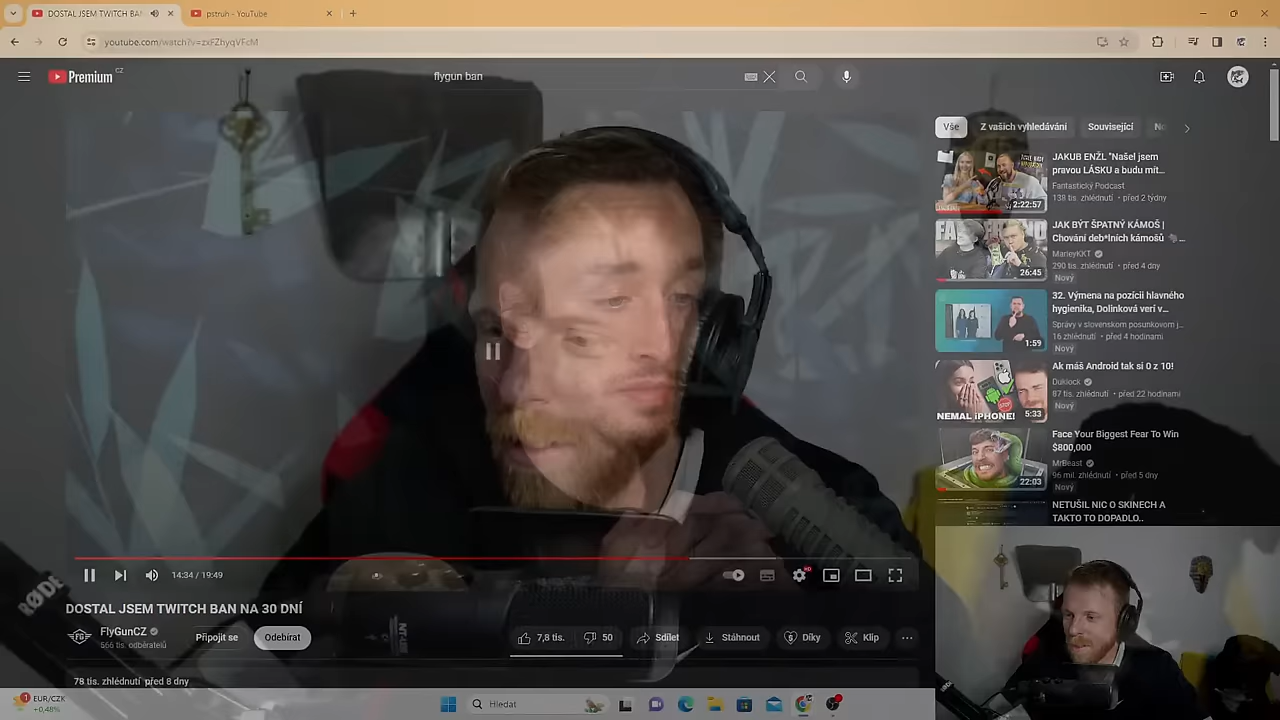 DOSTAL JSEM TWITCH BAN
pstruh - YouTube
youtube.com/watch?v=zxFZhyqVFcM
Premium CZ
flygun ban
Vše
Z vašich vyhledávání
Související
JAKUB ENŽL "Našel jsem
pravou LÁSKU a budu mít...
Fantastický Podcast
138 tis. zhlédnutí • před 2 týdny
2:22:57
JAK BÝT ŠPATNÝ KÁMOŠ |
Chování deb*lních kámošů
MarleyKKT
290 tis. zhlédnutí • před 4 dny
Nový
26:45
32. Výmena na pozícii hlavného
hygienika, Dolinková verí v...
Správy v slovenskom posunkovom j...
16 zhlédnutí • před 4 hodinami
Nový
1:59
Ak máš Android tak si 0 z 10!
Duklock
87 tis. zhlédnutí • před 22 hodinami
Nový
NEMAL iPHONE!
5:33
Face Your Biggest Fear To Win
$800,000
MrBeast
96 mil. zhlédnutí • před 5 dny
Nový
22:03
NETUŠIL NIC O SKINECH A
TAKTO TO DOPADLO..
14:34 / 19:49
RØDE
DOSTAL JSEM TWITCH BAN NA 30 DNÍ
FlyGunCZ
566 tis. odběratelů
Připojit se
Odebírat
7,8 tis.
50
Sdílet
Stáhnout
Díky
Klip
78 tis. zhlédnutí před 8 dny
EUR/CZK
+0,48%
Hledat